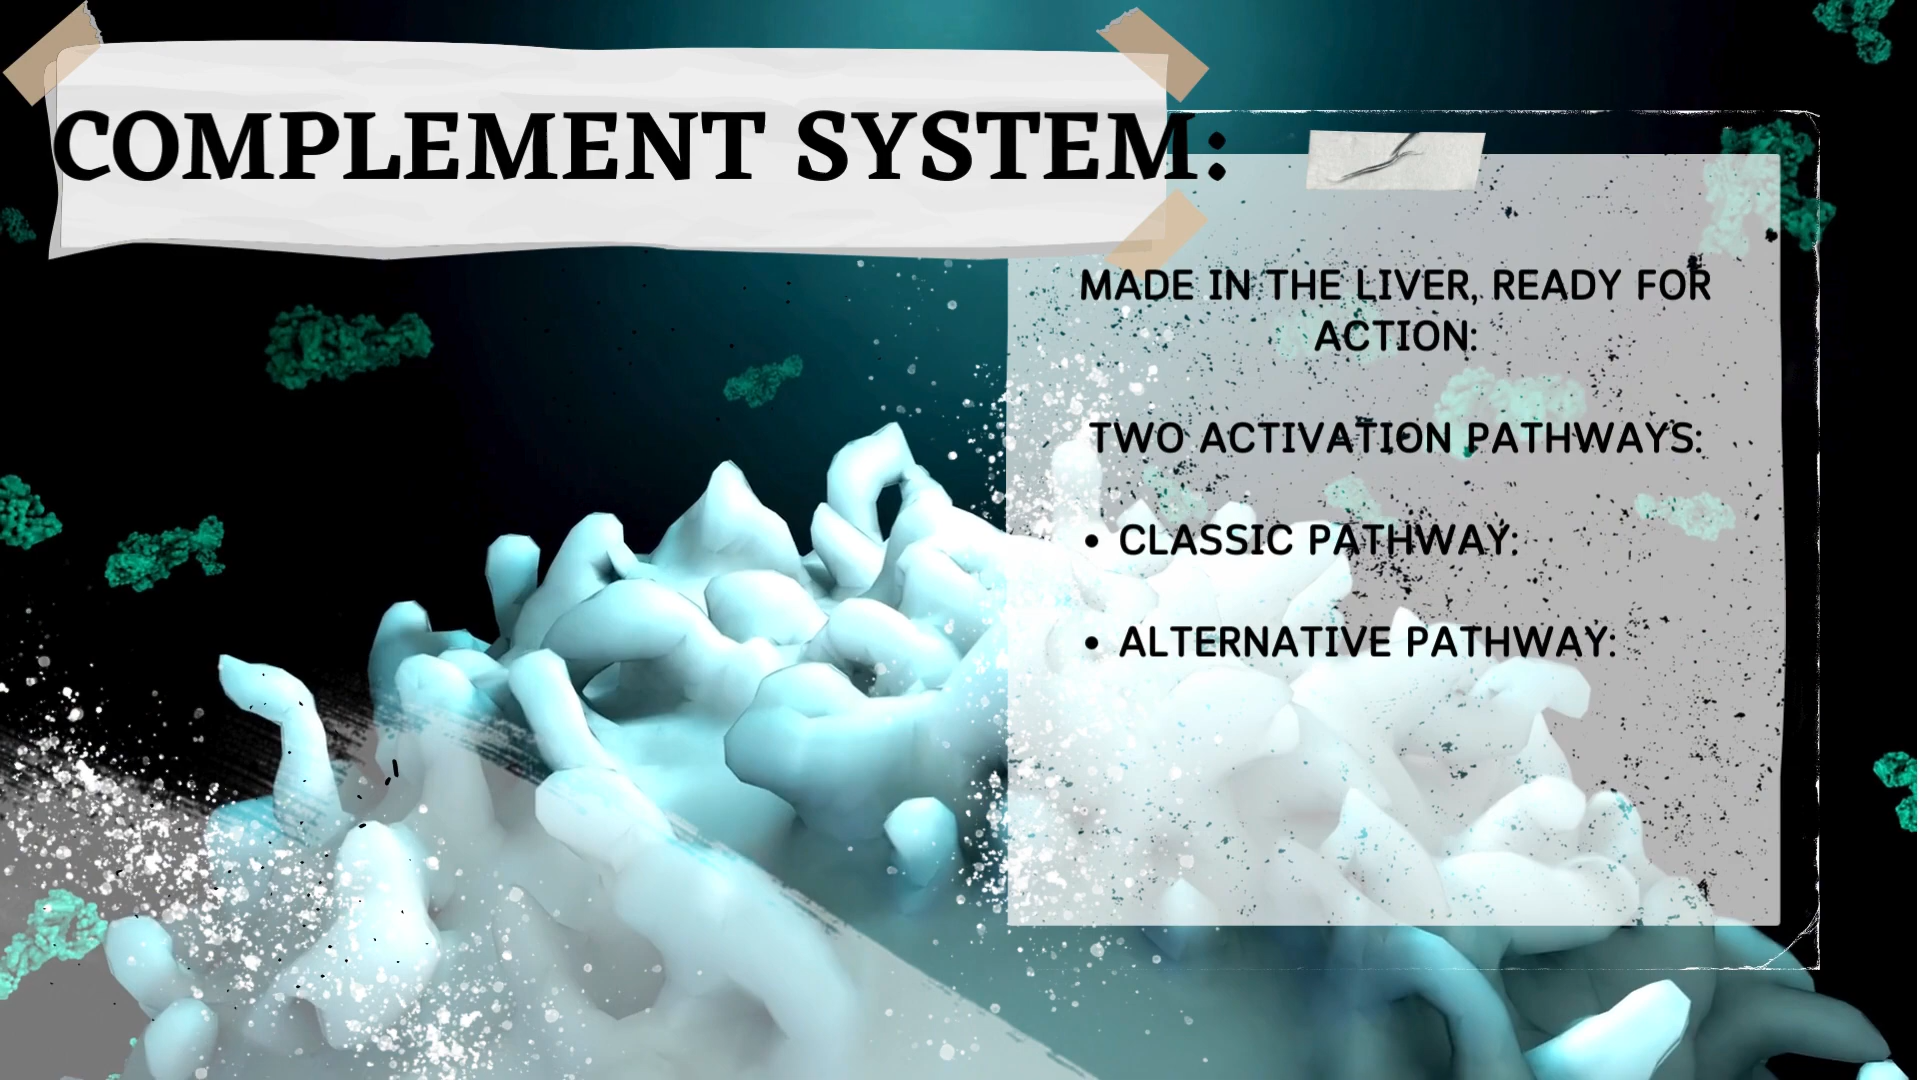 COMPLEMENT SYSTEM:
MADE IN THE LIVER, READY FOR
ACTION:
TWO ACTIVATION PATHWAYS:
• CLASSIC PATHWAY:
• ALTERNATIVE PATHWAY: